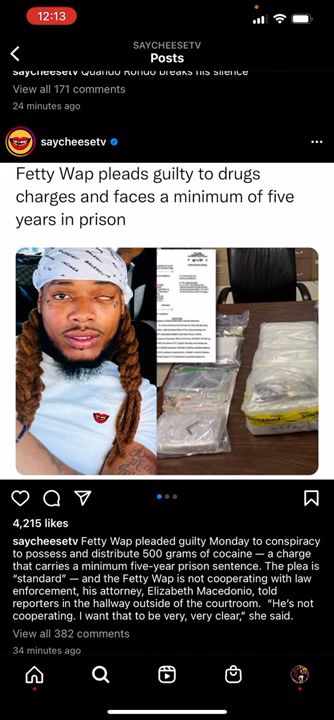 12:13
SAYCHEESETV
Posts
saycheesetv Quando Rondo breaks his silence
View all 171 comments
24 minutes ago
saycheesetv
Fetty Wap pleads guilty to drugs
charges and faces a minimum of five
years in prison
4,215 likes
saycheesetv Fetty Wap pleaded guilty Monday to conspiracy
to possess and distribute 500 grams of cocaine — a charge
that carries a minimum five-year prison sentence. The plea is
“standard” — and the Fetty Wap is not cooperating with law
enforcement, his attorney, Elizabeth Macedonio, told
reporters in the hallway outside of the courtroom.  “He’s not
cooperating. I want that to be very, very clear,” she said.
View all 382 comments
34 minutes ago